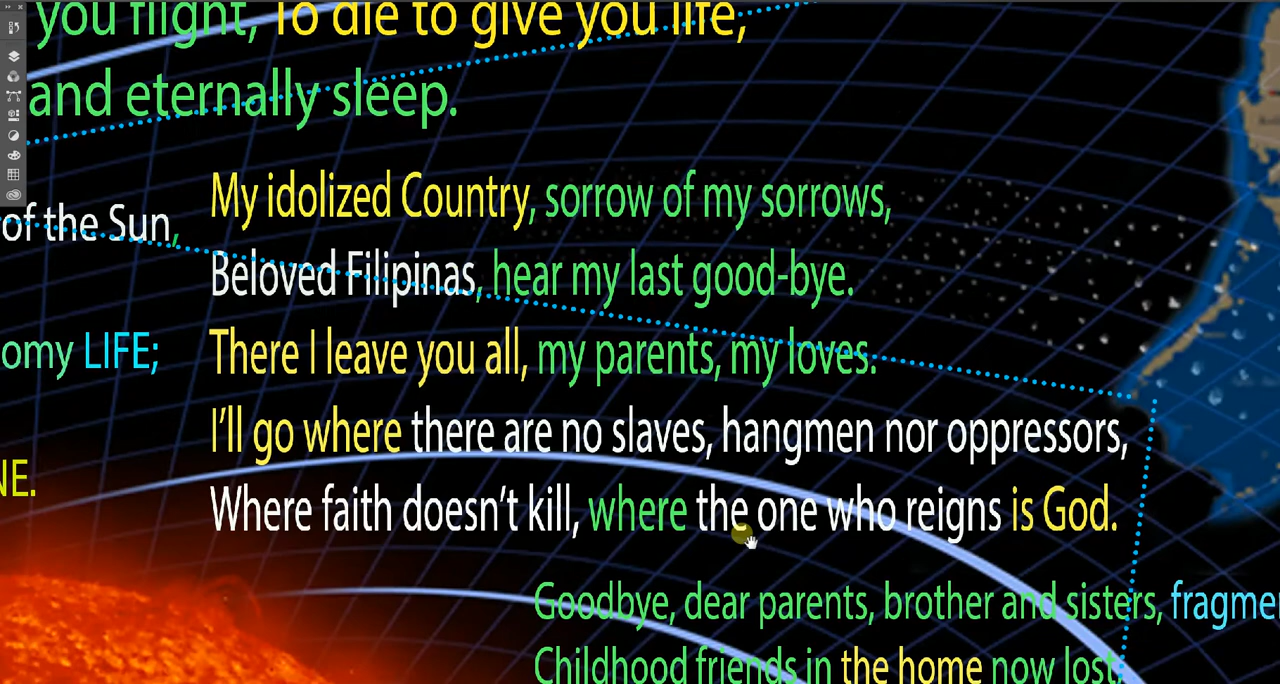 you flight, To die to give you life,
and eternally sleep.
of the Sun,
My idolized Country, sorrow of my sorrows,
Beloved Filipinas, hear my last good-bye.
omy LIFE;
There I leave you all, my parents, my loves.
I'll go where there are no slaves, hangmen nor oppressors,
NE.
Where faith doesn't kill, where the one who reigns is God.
Goodbye, dear parents, brother and sisters, fragme
Childhood friends in the home now lost,